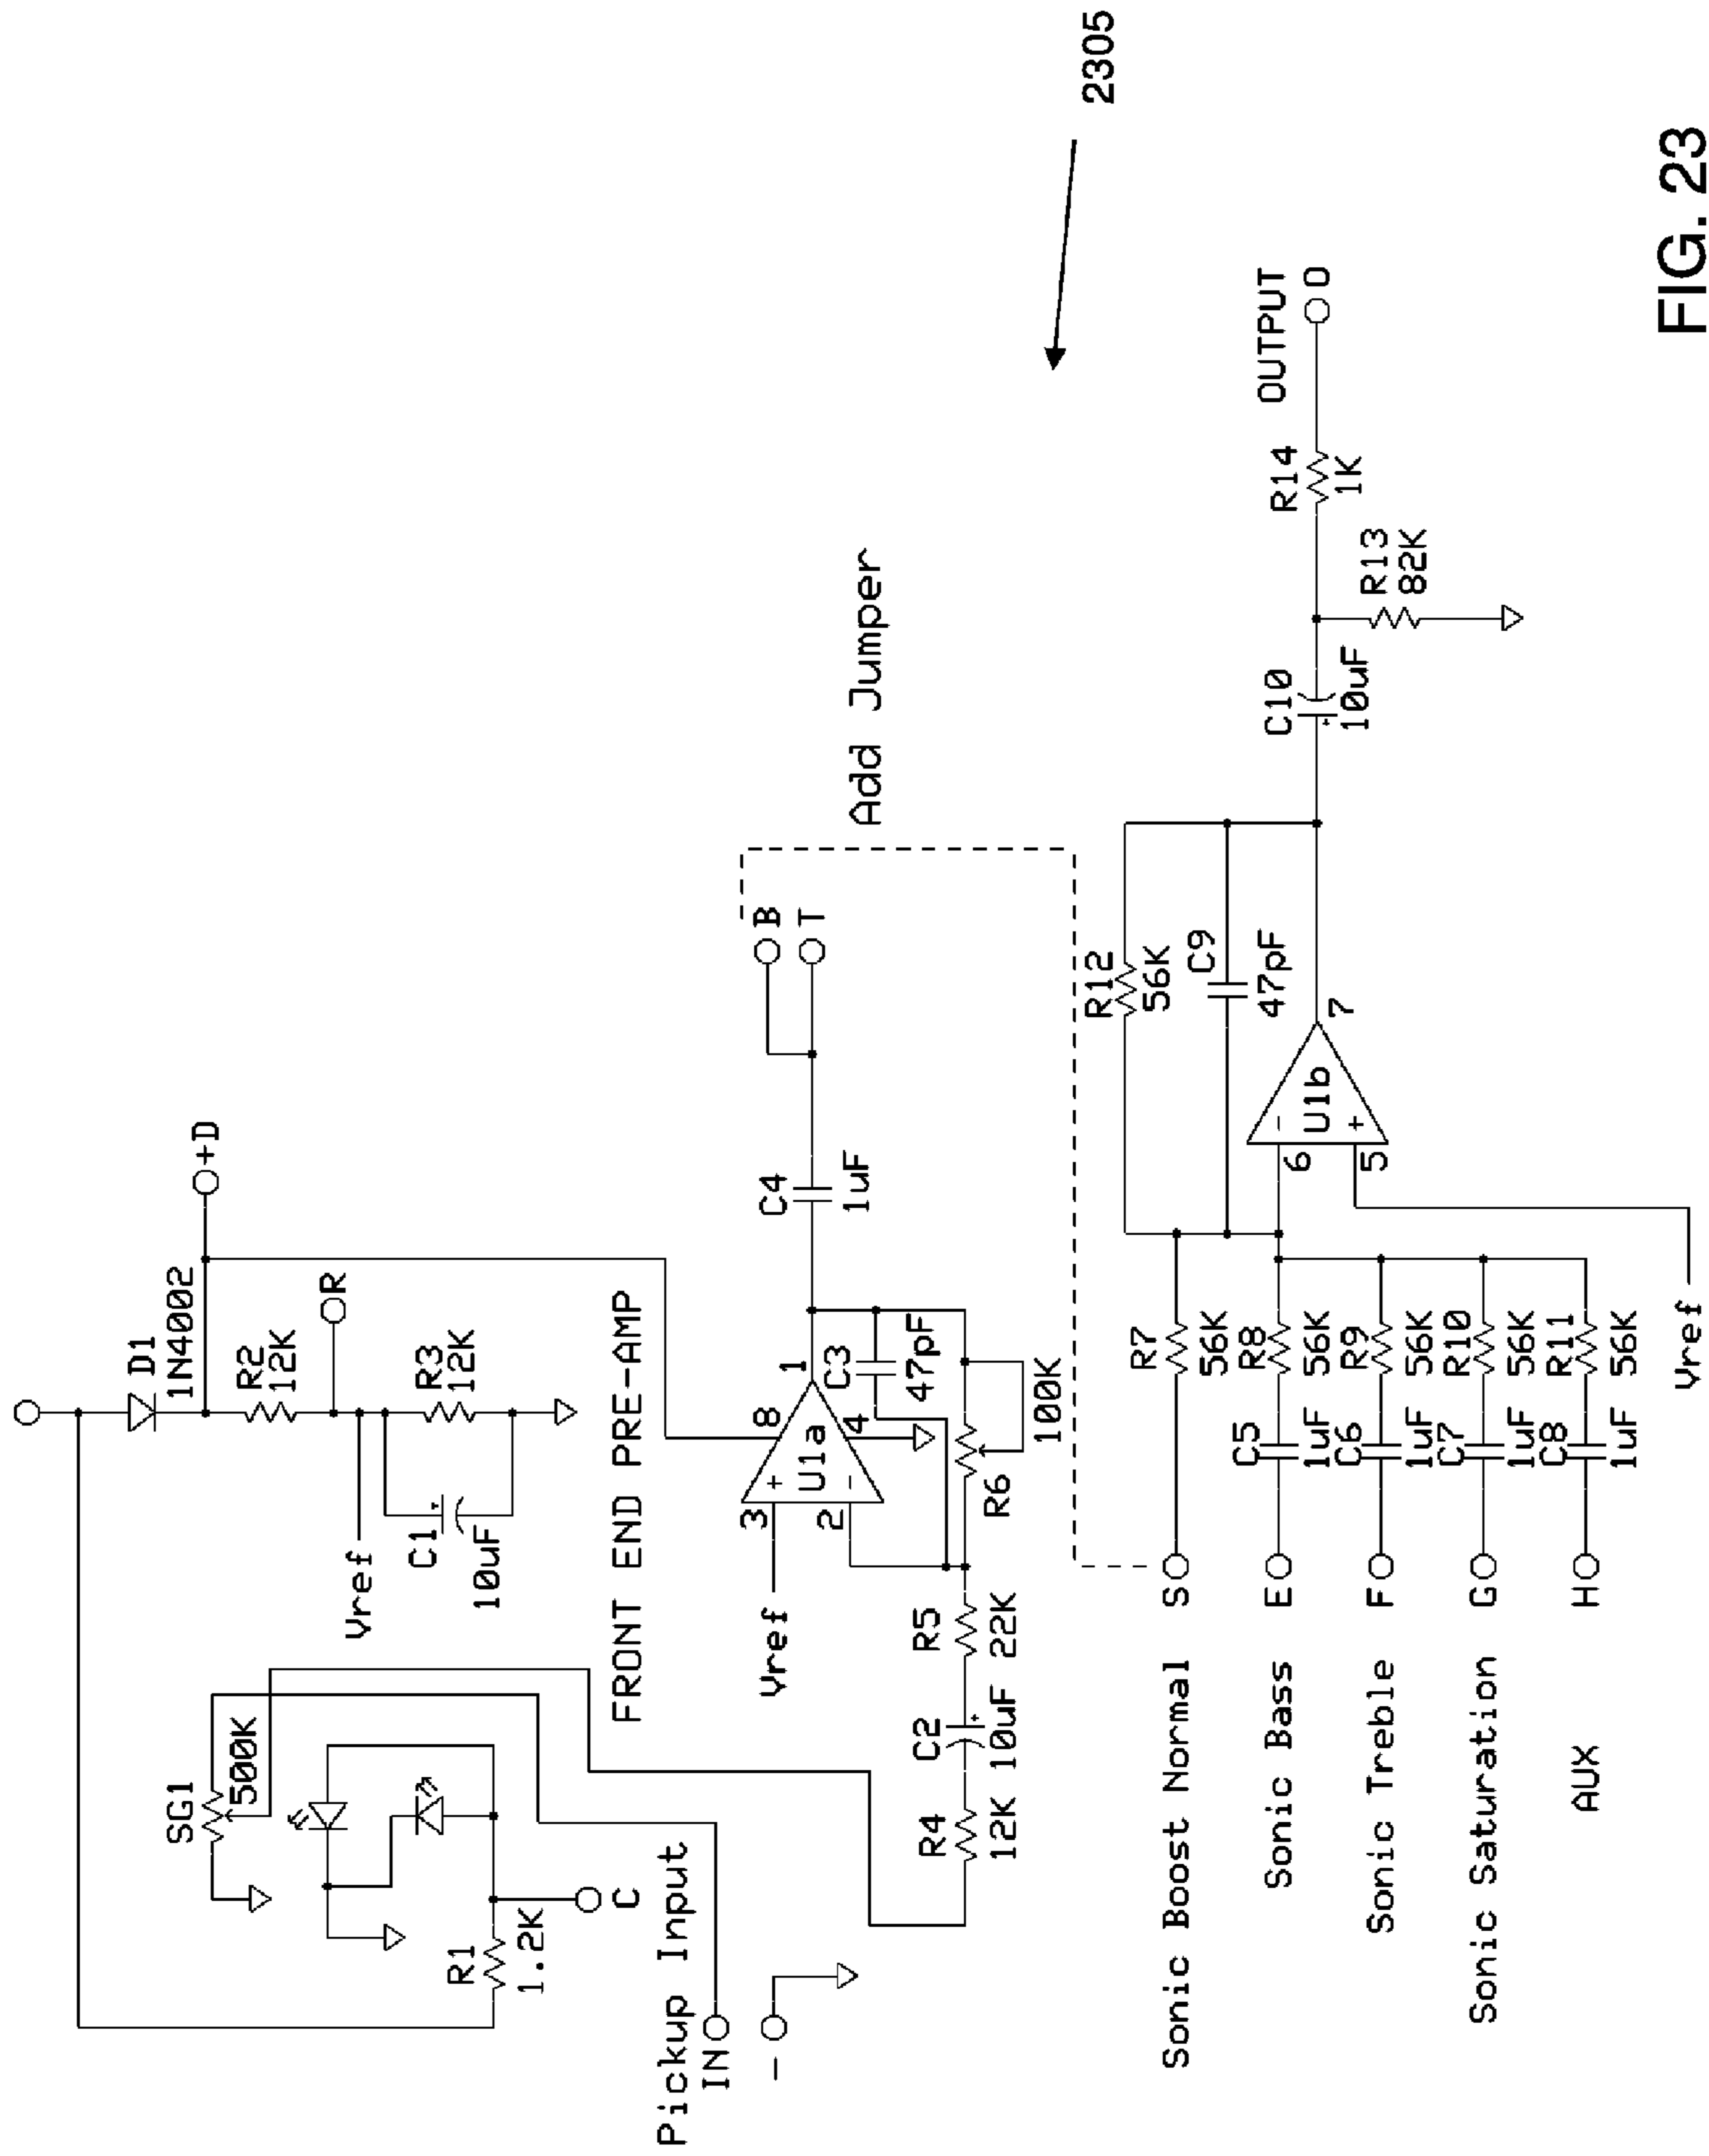 D1
1N4002
+D
R2
12K
R
R3
12K
Vref
C1
10uF
SG1
500K
R1
1.2K
C
FRONT END PRE-AMP
Pickup Input
IN
-
Vref
3
+
8
U1a
1
2
-
4
C3
47pF
R6
100K
R4
12K
C2
10uF
R5
22K
C4
1uF
B
T
Add Jumper
2305
Sonic Boost Normal
S
R7
56K
Sonic Bass
E
C5
1uF
R8
56K
Sonic Treble
F
C6
1uF
R9
56K
Sonic Saturation
G
C7
1uF
R10
56K
AUX
H
C8
1uF
R11
56K
Vref
R12
56K
C9
47pF
6
-
U1b
7
5
+
C10
+
10uF
R13
82K
R14
1K
OUTPUT
O
FIG. 23